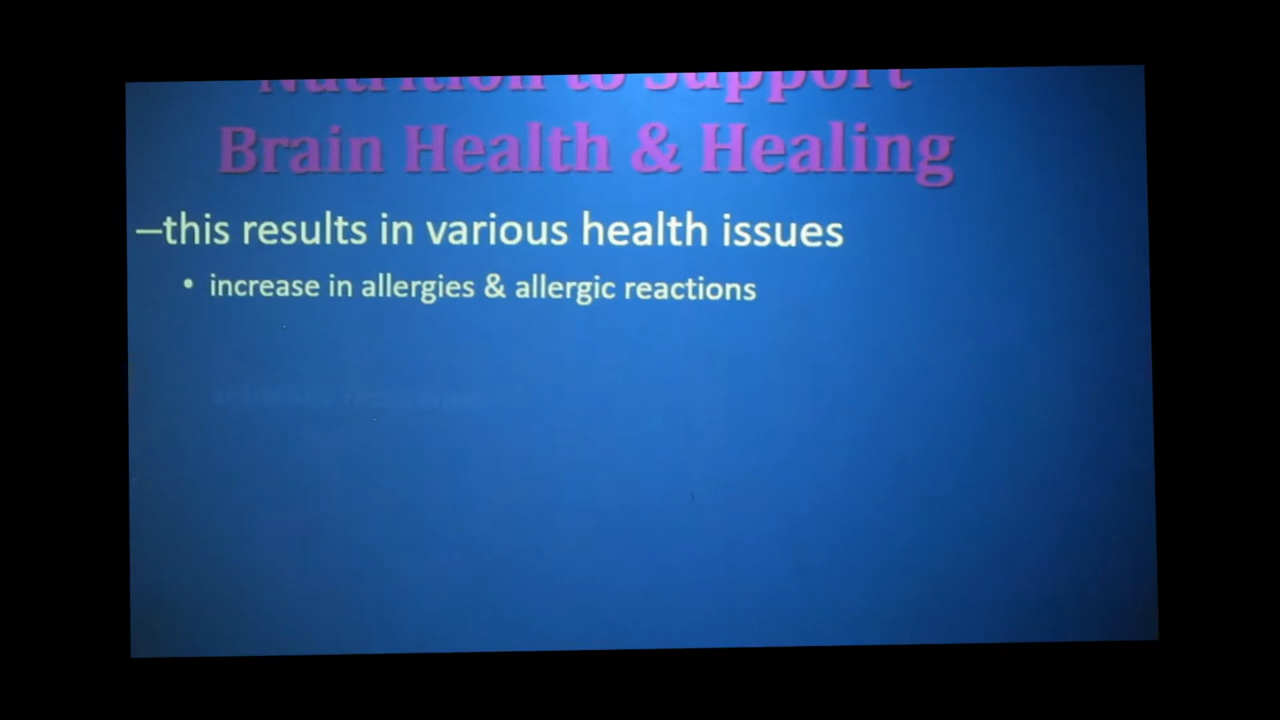 Nutrition to Support
Brain Health & Healing
–this results in various health issues
• increase in allergies & allergic reactions